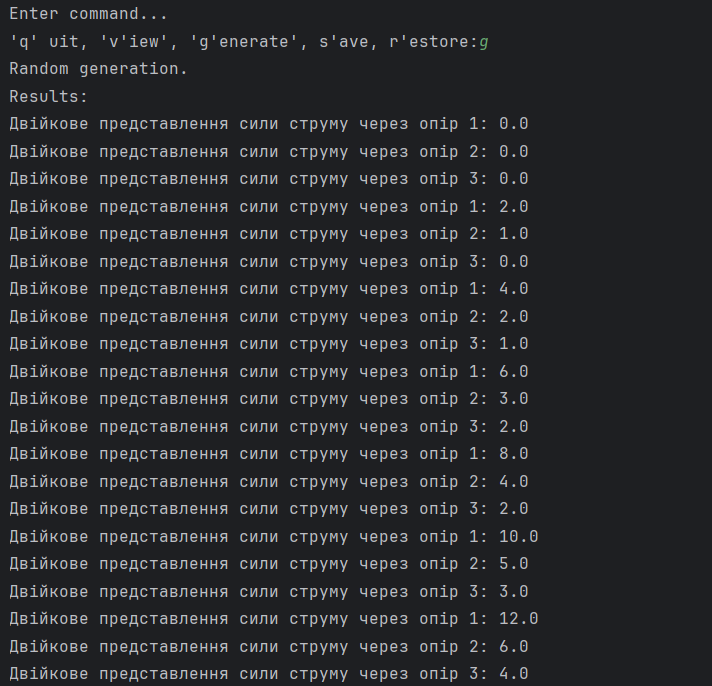 Enter command...
'q' uit, 'v'iew', 'g'enerate', s'ave, r'estore:g
Random generation.
Results:
Двійкове представлення сили струму через опір 1: 0.0
Двійкове представлення сили струму через опір 2: 0.0
Двійкове представлення сили струму через опір 3: 0.0
Двійкове представлення сили струму через опір 1: 2.0
Двійкове представлення сили струму через опір 2: 1.0
Двійкове представлення сили струму через опір 3: 0.0
Двійкове представлення сили струму через опір 1: 4.0
Двійкове представлення сили струму через опір 2: 2.0
Двійкове представлення сили струму через опір 3: 1.0
Двійкове представлення сили струму через опір 1: 6.0
Двійкове представлення сили струму через опір 2: 3.0
Двійкове представлення сили струму через опір 3: 2.0
Двійкове представлення сили струму через опір 1: 8.0
Двійкове представлення сили струму через опір 2: 4.0
Двійкове представлення сили струму через опір 3: 2.0
Двійкове представлення сили струму через опір 1: 10.0
Двійкове представлення сили струму через опір 2: 5.0
Двійкове представлення сили струму через опір 3: 3.0
Двійкове представлення сили струму через опір 1: 12.0
Двійкове представлення сили струму через опір 2: 6.0
Двійкове представлення сили струму через опір 3: 4.0